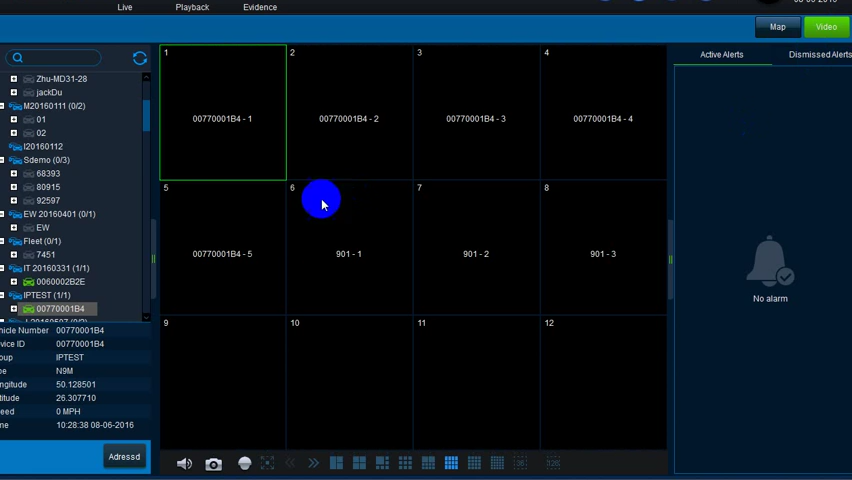 Live Playback Evidence
Map Video
Active Alerts Dismissed Alerts
Zhu-MD31-28
jackDu
M20160111 (0/2)
01
02
I20160112
Sdemo (0/3)
68393
80915
92597
EW 20160401 (0/1)
EW
Fleet (0/1)
7451
IT 20160331 (1/1)
0060002B2E
IPTEST (1/1)
00770001B4
hicle Number 00770001B4
vice ID 00770001B4
oup IPTEST
pe N9M
ngitude 50.128501
titude 26.307710
eed 0 MPH
me 10:28:38 08-06-2016
Adressd
1 2 3 4
00770001B4 - 1 00770001B4 - 2 00770001B4 - 3 00770001B4 - 4
5 6 7 8
00770001B4 - 5 901 - 1 901 - 2 901 - 3
9 10 11 12
36
No alarm